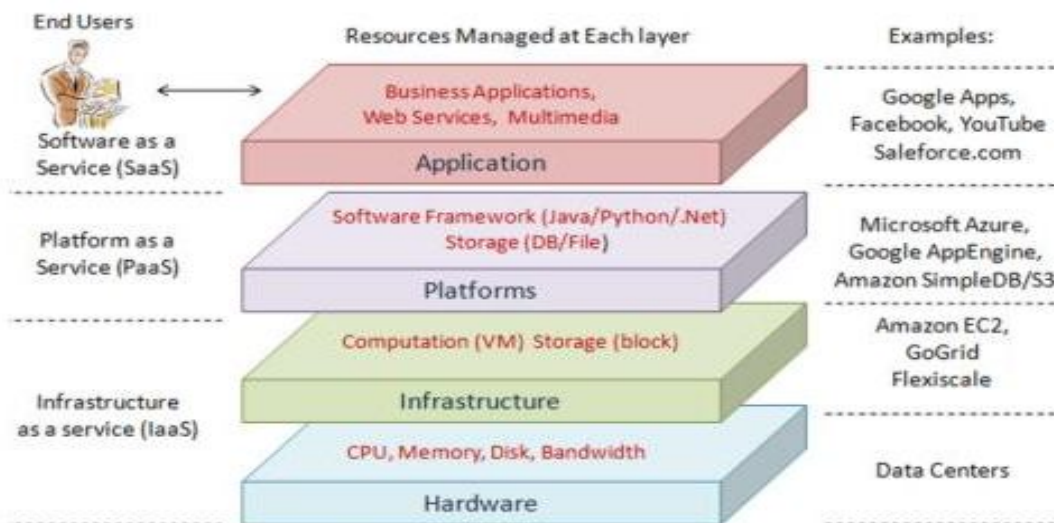 End Users
Resources Managed at Each layer
Examples:
Business Applications,
Web Services, Multimedia
Application
Software as a
Service (SaaS)
Google Apps,
Facebook, YouTube
Saleforce.com
Platform as a
Service (PaaS)
Software Framework (Java/Python/.Net)
Storage (DB/File)
Platforms
Microsoft Azure,
Google AppEngine,
Amazon SimpleDB/S3
Infrastructure
as a service (IaaS)
Computation (VM) Storage (block)
Infrastructure
Amazon EC2,
GoGrid
Flexiscale
CPU, Memory, Disk, Bandwidth
Hardware
Data Centers